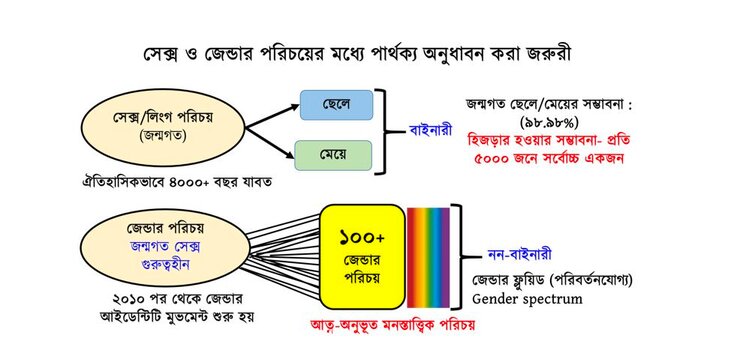 সেক্স ও জেন্ডার পরিচয়ের মধ্যে পার্থক্য অনুধাবন করা জরুরী
সেক্স/লিংগ পরিচয়
(জন্মগত)
ছেলে
মেয়ে
বাইনারী
জন্মগত ছেলে/মেয়ের সম্ভাবনা :
(৯৮.৯৮%)
হিজড়ার হওয়ার সম্ভাবনা- প্রতি
৫০০০ জনে সর্বোচ্চ একজন
ঐতিহাসিকভাবে ৪০০০+ বছর যাবত
জেন্ডার পরিচয়
জন্মগত সেক্স
গুরুত্বহীন
১০০+
জেন্ডার
পরিচয়
নন-বাইনারী
জেন্ডার ফ্লুয়িড (পরিবর্তনযোগ্য)
Gender spectrum
২০১০ পর থেকে জেন্ডার
আইডেন্টিটি মুভমেন্ট শুরু হয়
আত্ন-অনুভূত মনস্তাত্ত্বিক পরিচয়